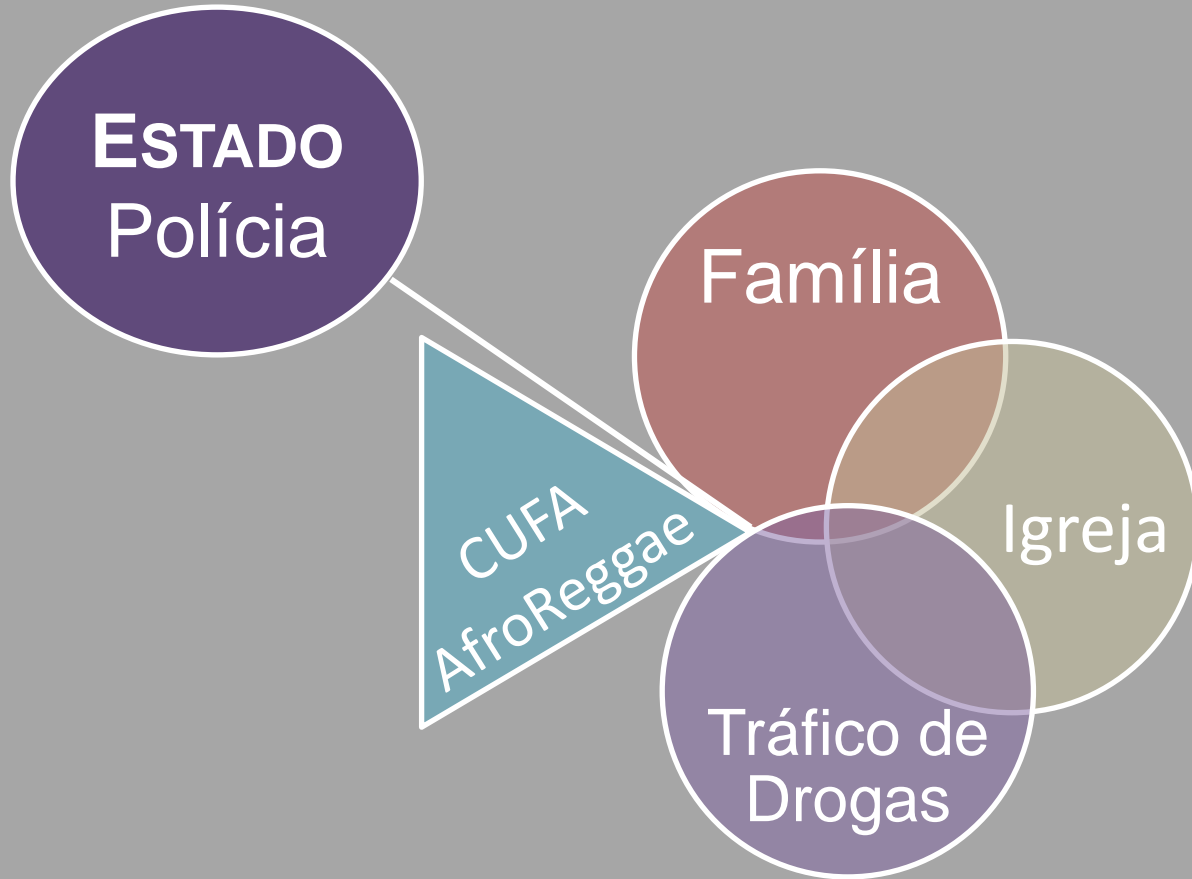 ESTADO
Polícia
Família
Igreja
CUFA
AfroReggae
Tráfico de
Drogas